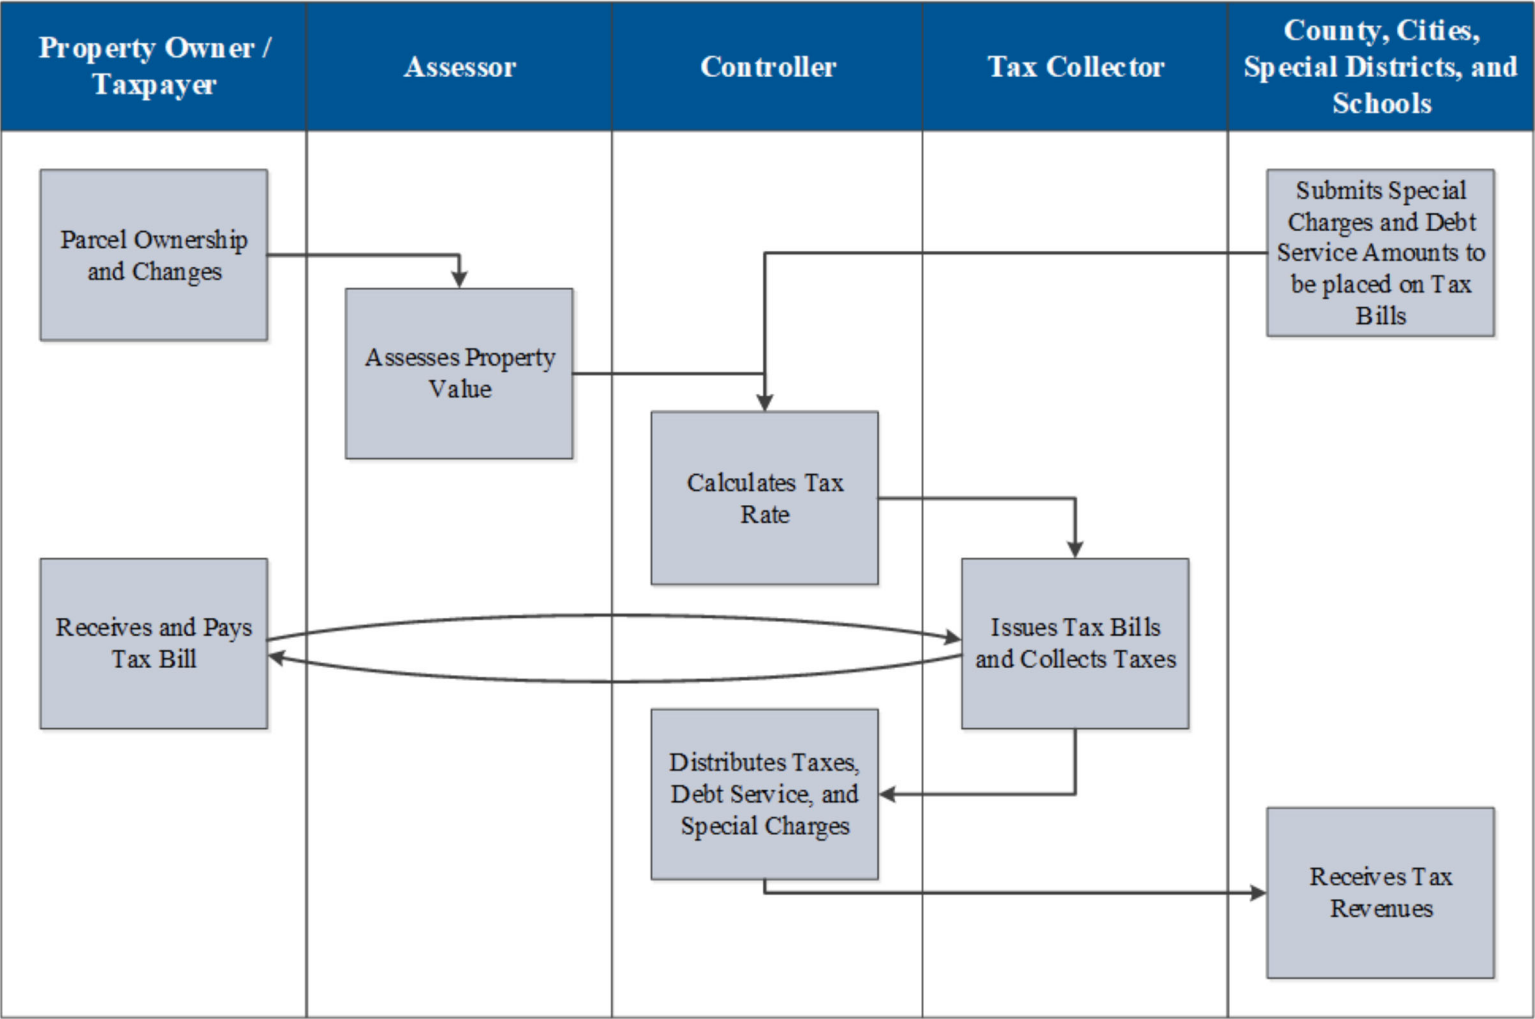 Property Owner /
Taxpayer
Assessor
Controller
Tax Collector
County, Cities,
Special Districts, and
Schools
Parcel Ownership
and Changes
Submits Special
Charges and Debt
Service Amounts to
be placed on Tax
Bills
Assesses Property
Value
Calculates Tax
Rate
Receives and Pays
Tax Bill
Issues Tax Bills
and Collects Taxes
Distributes Taxes,
Debt Service, and
Special Charges
Receives Tax
Revenues